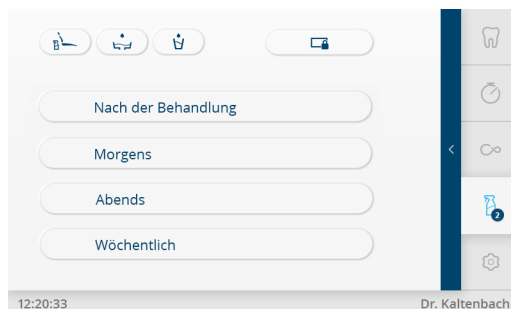 Nach der Behandlung
Morgens
Abends
Wöchentlich
2
12:20:33 Dr. Kaltenbach